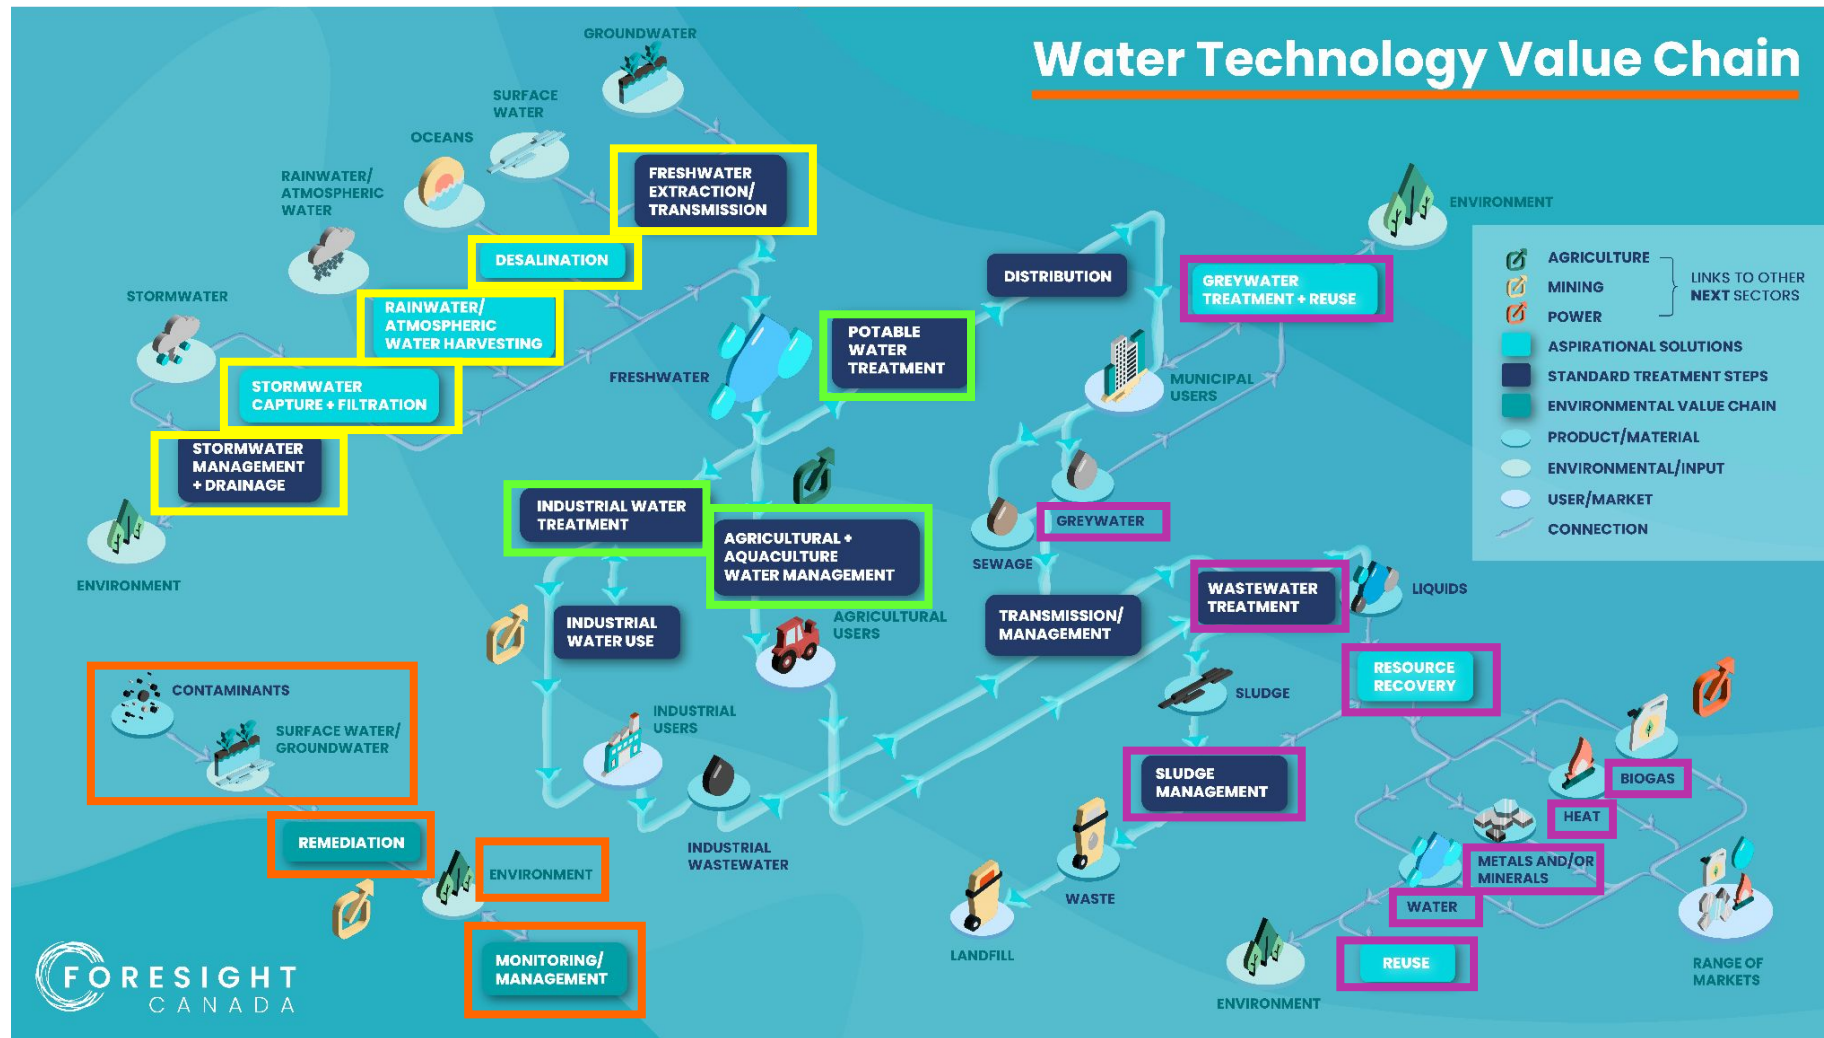 Water Technology Value Chain
GROUNDWATER
SURFACE
WATER
OCEANS
RAINWATER/
ATMOSPHERIC
WATER
STORMWATER
FRESHWATER
EXTRACTION/
TRANSMISSION
DESALINATION
RAINWATER/
ATMOSPHERIC
WATER HARVESTING
STORMWATER
CAPTURE + FILTRATION
STORMWATER
MANAGEMENT
+ DRAINAGE
ENVIRONMENT
FRESHWATER
POTABLE
WATER
TREATMENT
DISTRIBUTION
GREYWATER
TREATMENT + REUSE
ENVIRONMENT
MUNICIPAL
USERS
AGRICULTURE
MINING
POWER
LINKS TO OTHER
NEXT SECTORS
ASPIRATIONAL SOLUTIONS
STANDARD TREATMENT STEPS
ENVIRONMENTAL VALUE CHAIN
PRODUCT/MATERIAL
ENVIRONMENTAL/INPUT
USER/MARKET
CONNECTION
INDUSTRIAL WATER
TREATMENT
AGRICULTURAL +
AQUACULTURE
WATER MANAGEMENT
GREYWATER
SEWAGE
INDUSTRIAL
WATER USE
AGRICULTURAL
USERS
TRANSMISSION/
MANAGEMENT
WASTEWATER
TREATMENT
LIQUIDS
RESOURCE
RECOVERY
SLUDGE
SLUDGE
MANAGEMENT
INDUSTRIAL
USERS
INDUSTRIAL
WASTEWATER
WASTE
LANDFILL
BIOGAS
HEAT
METALS AND/OR
MINERALS
WATER
REUSE
ENVIRONMENT
RANGE OF
MARKETS
CONTAMINANTS
SURFACE WATER/
GROUNDWATER
REMEDIATION
ENVIRONMENT
MONITORING/
MANAGEMENT
FORESIGHT
CANADA